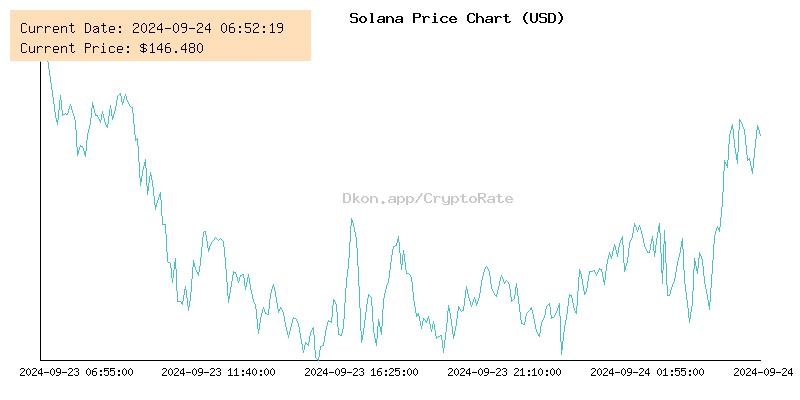 Solana Price Chart (USD)
Current Date: 2024-09-24 06:52:19
Current Price: $146.480
Dkon.app/CryptoRate
2024-09-23 06:55:00
2024-09-23 11:40:00
2024-09-23 16:25:00
2024-09-23 21:10:00
2024-09-24 01:55:00
2024-09-24